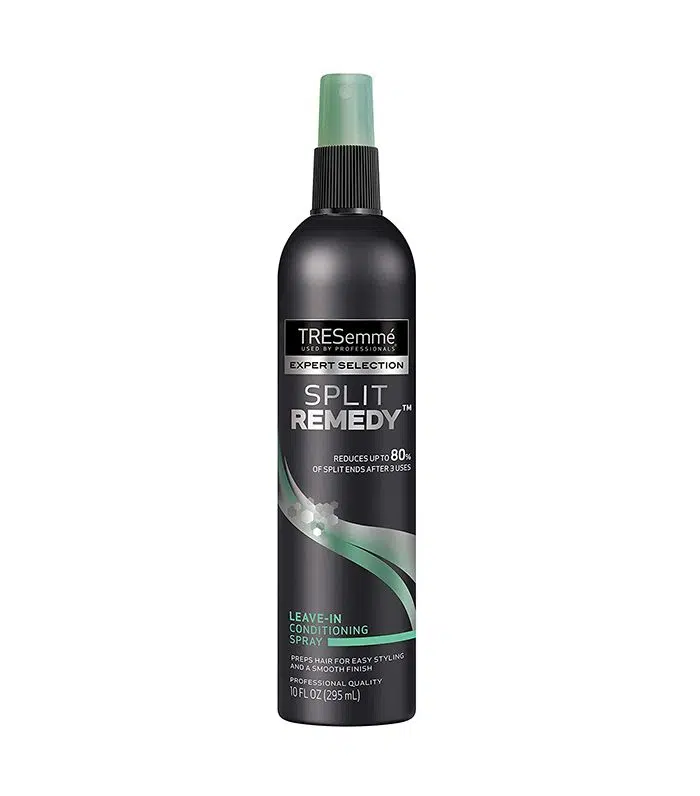 TRESemmé
USED BY PROFESSIONALS®
EXPERT SELECTION
SPLIT
REMEDY™
REDUCES UP TO 80%
OF SPLIT ENDS AFTER 3 USES
LEAVE-IN
CONDITIONING
SPRAY
PREPS HAIR FOR EASY STYLING
AND A SMOOTH FINISH
PROFESSIONAL QUALITY
10 FL OZ (295 mL)